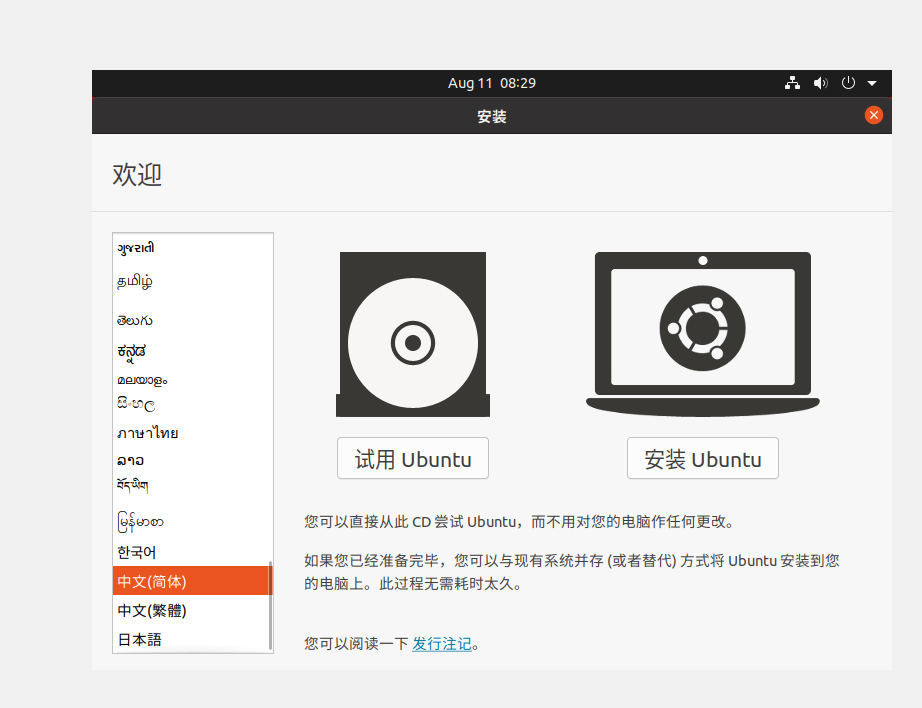 Aug 11 08:29
安装
欢迎
ગુજરાતી
தமிழ்
తెలుగు
ಕನ್ನಡ
മലയാളം
සිංහල
ภาษาไทย
ລາວ
བོད་ཡིག
မြန်မာစာ
한국어
中文(简体)
中文(繁體)
日本語
试用 Ubuntu
安装 Ubuntu
您可以直接从此 CD 尝试 Ubuntu，而不用对您的电脑作任何更改。
如果您已经准备完毕，您可以与现有系统并存 (或者替代) 方式将 Ubuntu 安装到您
的电脑上。此过程无需耗时太久。
您可以阅读一下 发行注记。